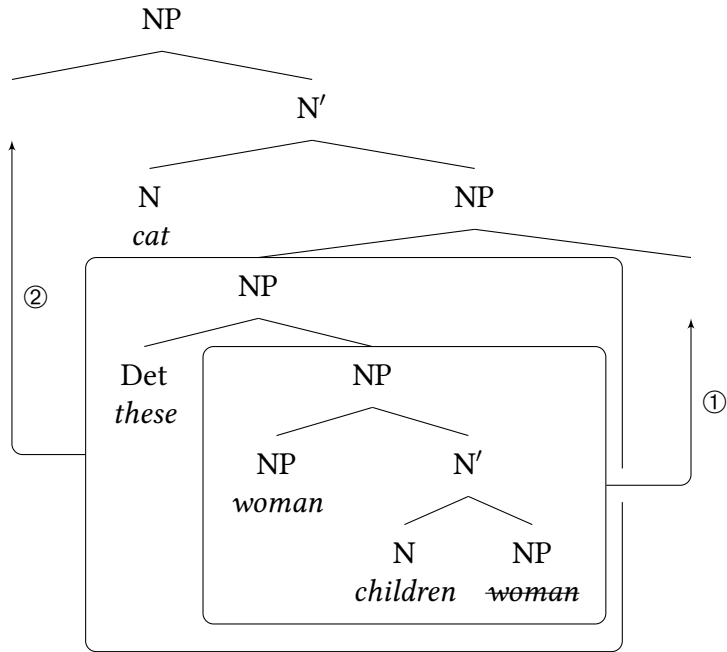 NP
N′
N NP
cat
②
NP
Det NP
these
①
NP N′
woman
N NP
children woman